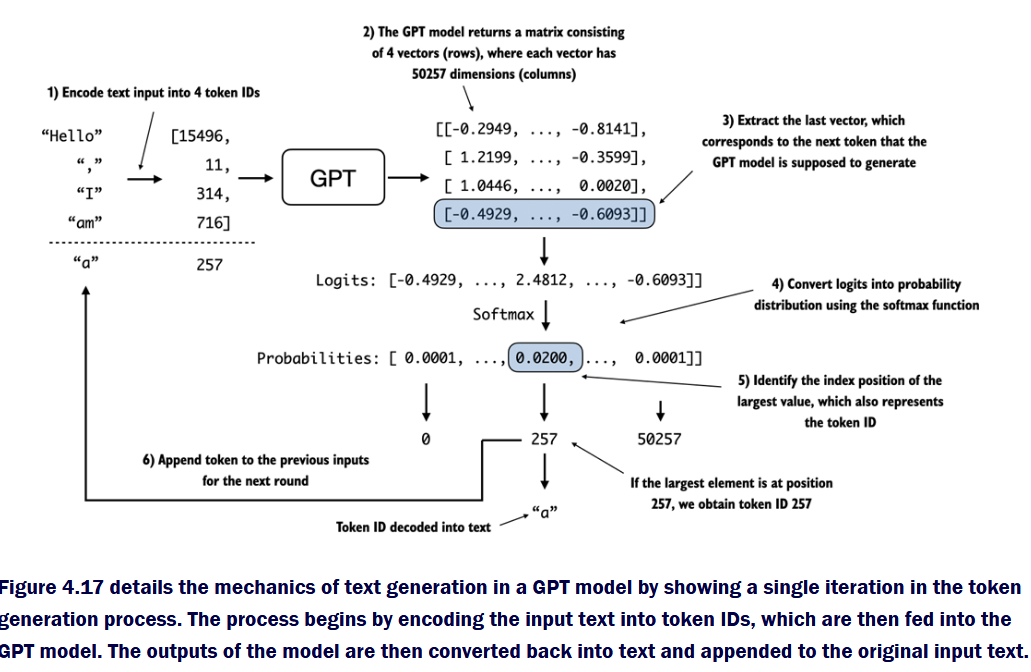 2) The GPT model returns a matrix consisting
of 4 vectors (rows), where each vector has
50257 dimensions (columns)
1) Encode text input into 4 token IDs
“Hello” [15496,
“,” 11,
“I” 314,
“am” 716]
“a” 257
GPT
[[-0.2949, ..., -0.8141],
[ 1.2199, ..., -0.3599],
[ 1.0446, ..., 0.0020],
[-0.4929, ..., -0.6093]]
3) Extract the last vector, which
corresponds to the next token that the
GPT model is supposed to generate
Logits: [-0.4929, ..., 2.4812, ..., -0.6093]]
4) Convert logits into probability
distribution using the softmax function
Softmax
Probabilities: [ 0.0001, ..., 0.0200, ..., 0.0001]]
5) Identify the index position of the
largest value, which also represents
the token ID
0 257 50257
6) Append token to the previous inputs
for the next round
If the largest element is at position
257, we obtain token ID 257
“a”
Token ID decoded into text
Figure 4.17 details the mechanics of text generation in a GPT model by showing a single iteration in the token
generation process. The process begins by encoding the input text into token IDs, which are then fed into the
GPT model. The outputs of the model are then converted back into text and appended to the original input text.